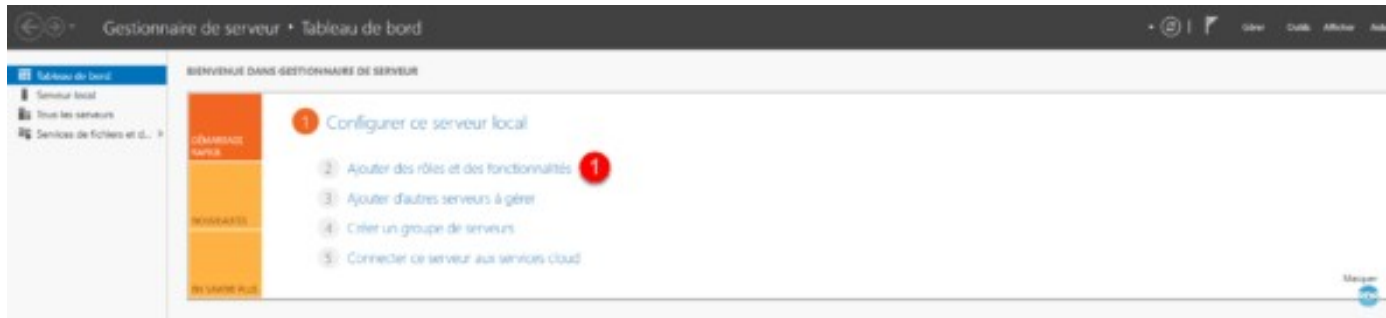 Gestionnaire de serveur • Tableau de bord
Gérer Outils Afficher
Tableau de bord
Serveur local
Tous les serveurs
Services de fichiers et d...
BIENVENUE DANS GESTIONNAIRE DE SERVEUR
DÉMARRAGE
RAPIDE
NOUVEAUTÉS
EN SAVOIR PLUS
1 Configurer ce serveur local
2 Ajouter des rôles et des fonctionnalités 1
3 Ajouter d'autres serveurs à gérer
4 Créer un groupe de serveurs
5 Connecter ce serveur aux services cloud
Masquer